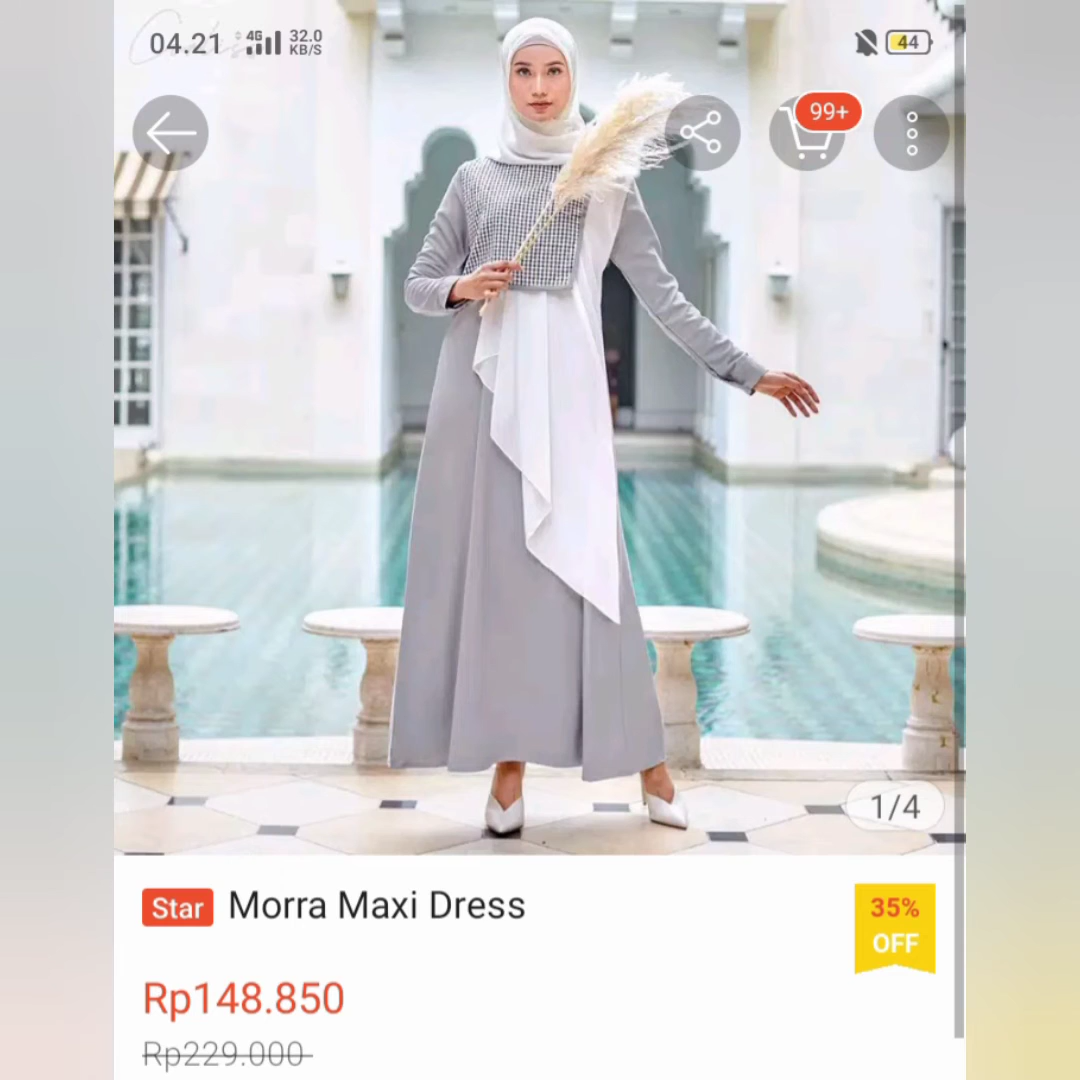 04.21 4G 32.0 KB/S 44
99+
1/4
Star Morra Maxi Dress
35%
OFF
Rp148.850
Rp229.000